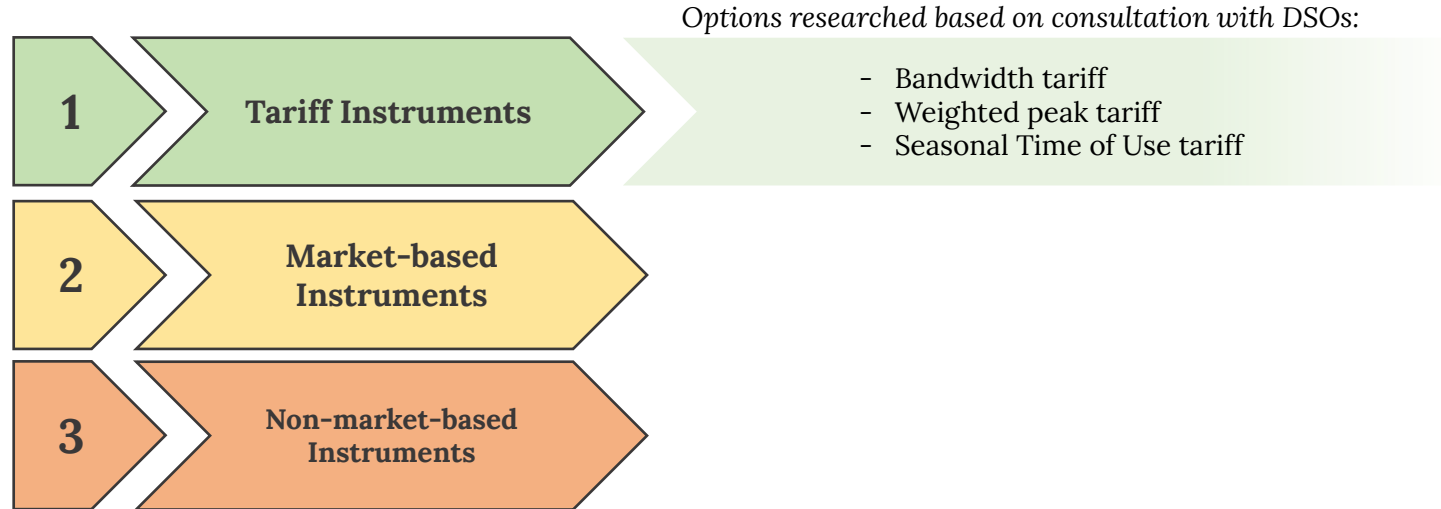 Options researched based on consultation with DSOs:
1
Tariff Instruments
- Bandwidth tariff
- Weighted peak tariff
- Seasonal Time of Use tariff
2
Market-based
Instruments
3
Non-market-based
Instruments